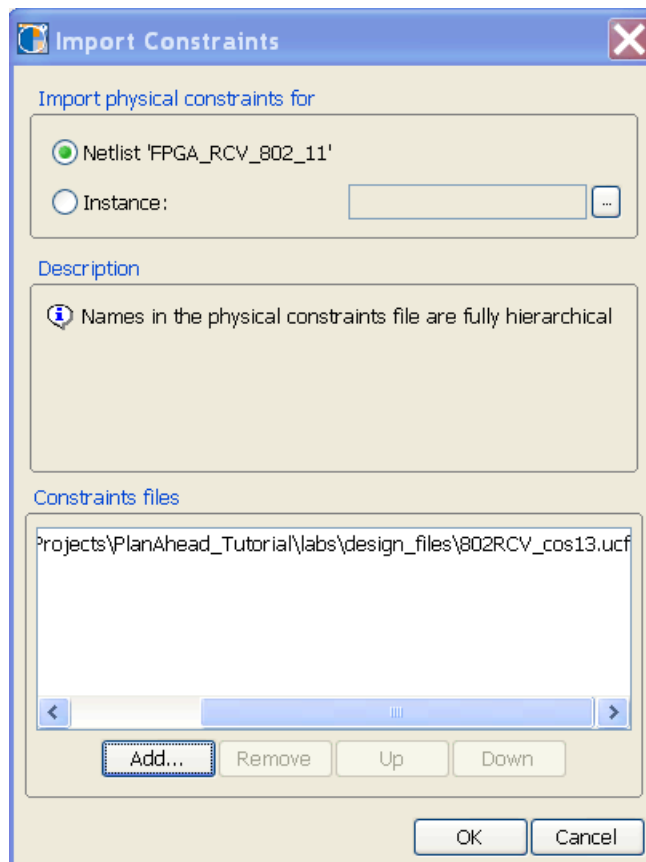 Import Constraints
Import physical constraints for
Netlist 'FPGA_RCV_802_11'
Instance:
...
Description
Names in the physical constraints file are fully hierarchical
Constraints files
Projects\PlanAhead_Tutorial\labs\design_files\802RCV_cos13.ucf
Add...
Remove
Up
Down
OK
Cancel